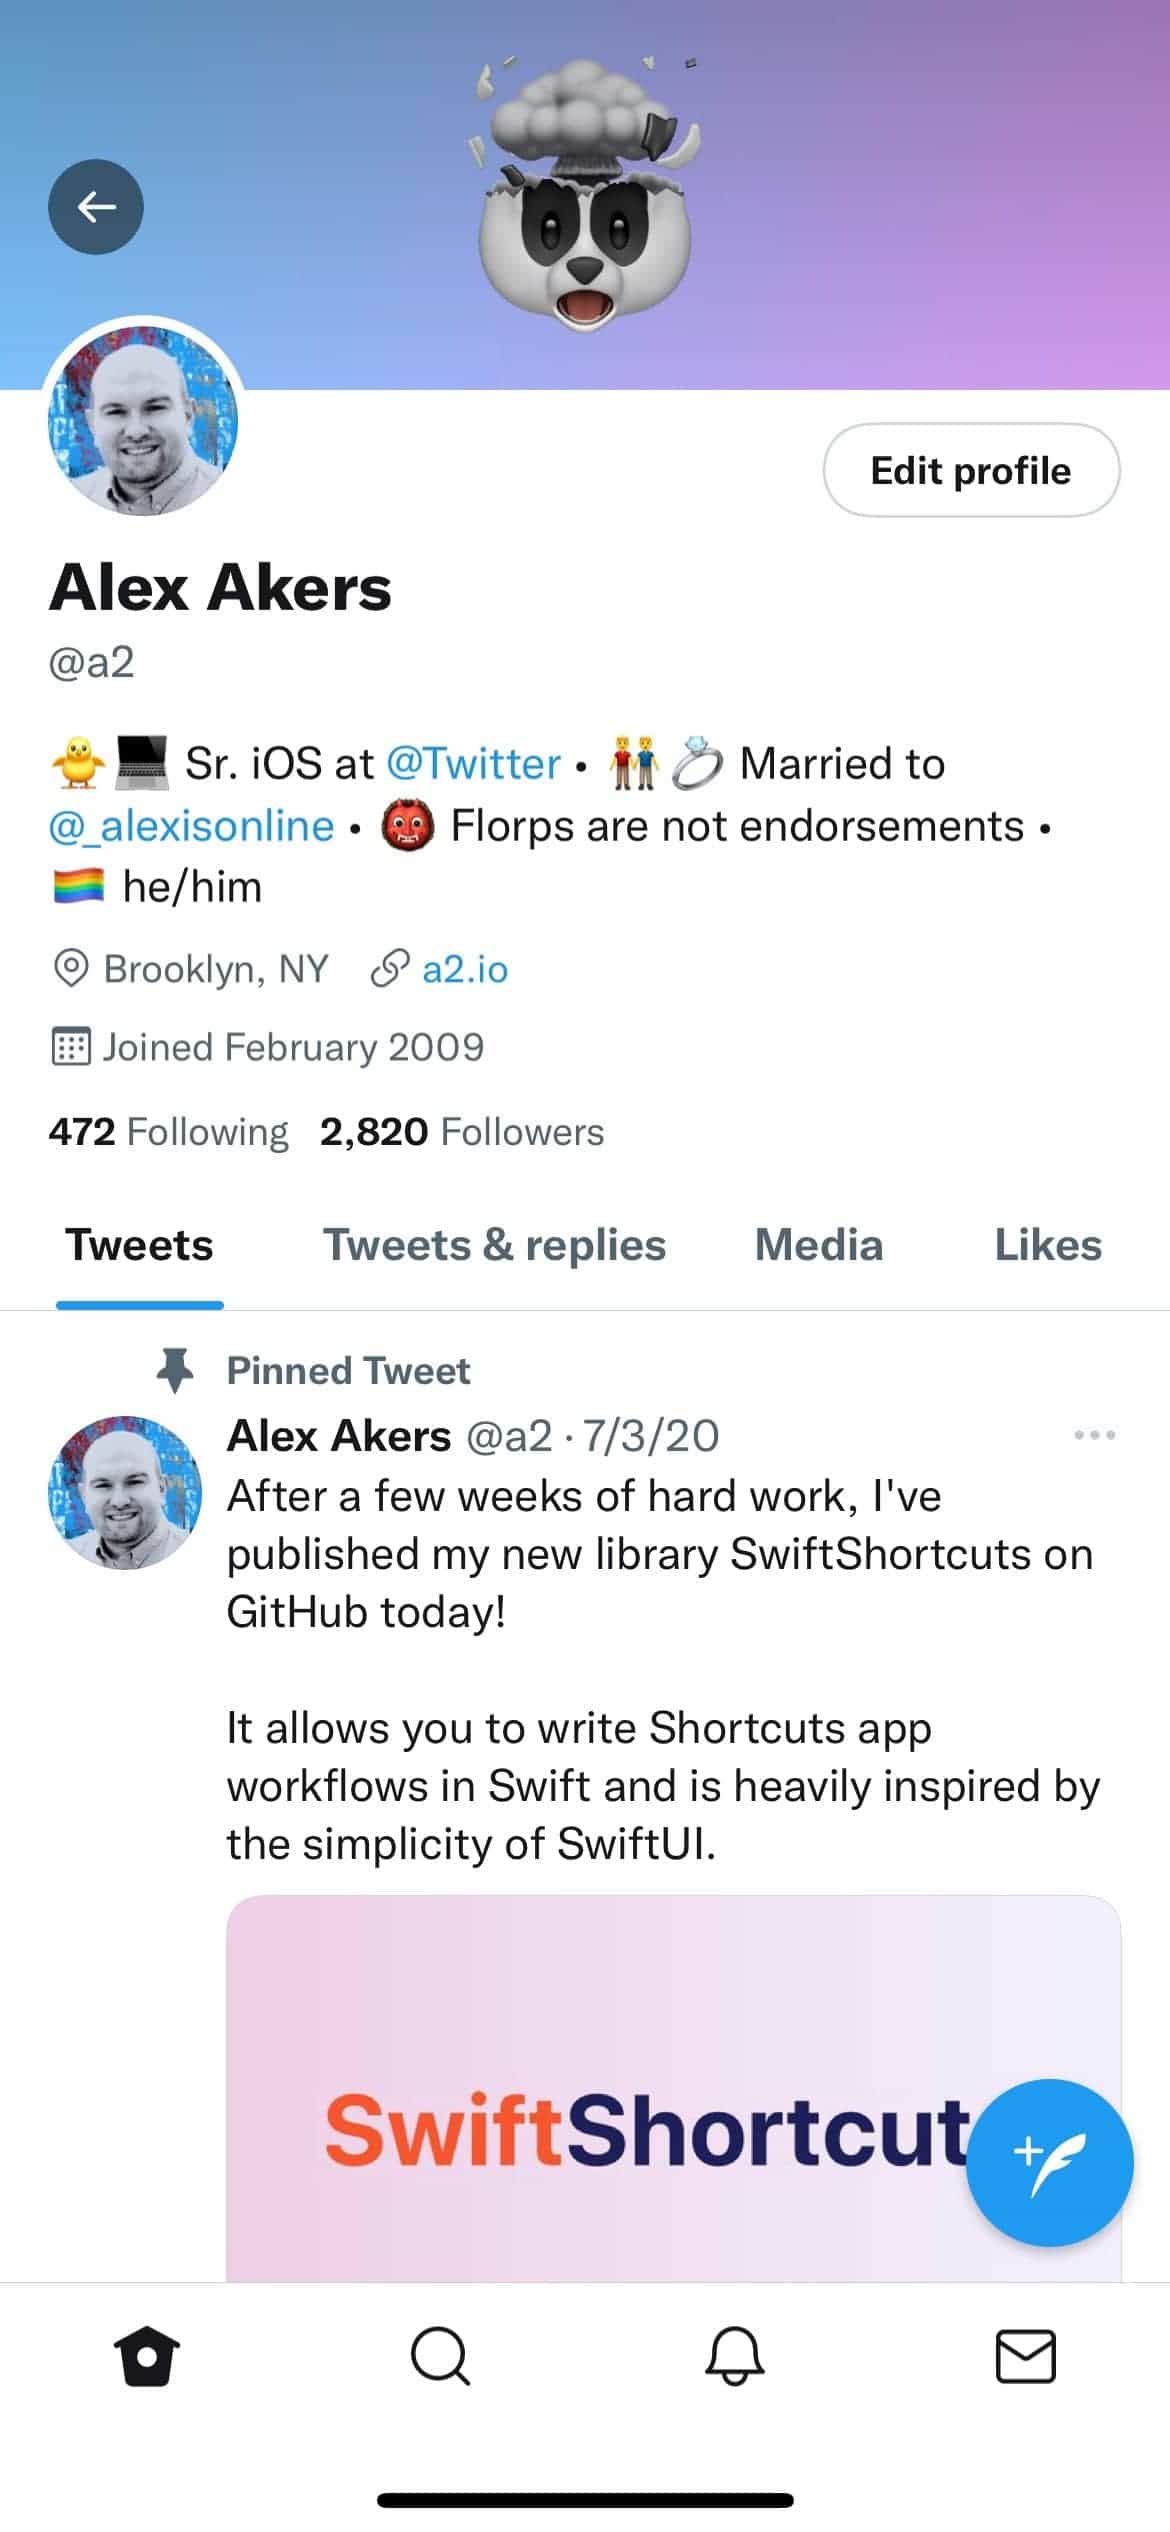 Edit profile
Alex Akers
@a2
🐥💻 Sr. iOS at @Twitter • 👬💍 Married to
@_alexisonline • 👹 Florps are not endorsements •
🏳️‍🌈 he/him
Brooklyn, NY a2.io
Joined February 2009
472 Following 2,820 Followers
Tweets Tweets & replies Media Likes
Pinned Tweet
Alex Akers @a2 · 7/3/20
After a few weeks of hard work, I've
published my new library SwiftShortcuts on
GitHub today!
It allows you to write Shortcuts app
workflows in Swift and is heavily inspired by
the simplicity of SwiftUI.
SwiftShortcut